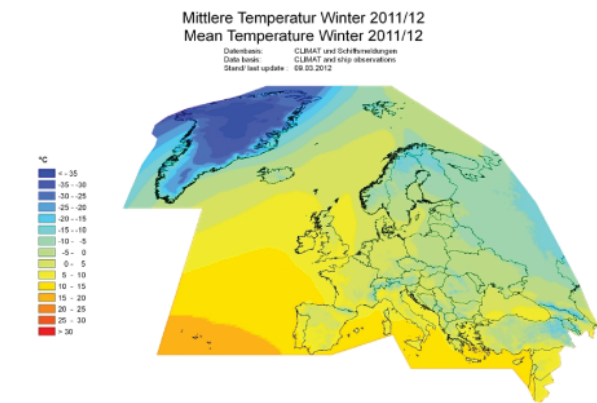 Mittlere Temperatur Winter 2011/12
Mean Temperature Winter 2011/12
Datenbasis: CLIMAT und Schiffsmeldungen
Data basis: CLIMAT and ship observations
Stand/ last update : 09.03.2012
°C
< - 35
-35 - -30
-30 - -25
-25 - -20
-20 - -15
-15 - -10
-10 - -5
-5 - 0
0 - 5
5 - 10
10 - 15
15 - 20
20 - 25
25 - 30
> 30